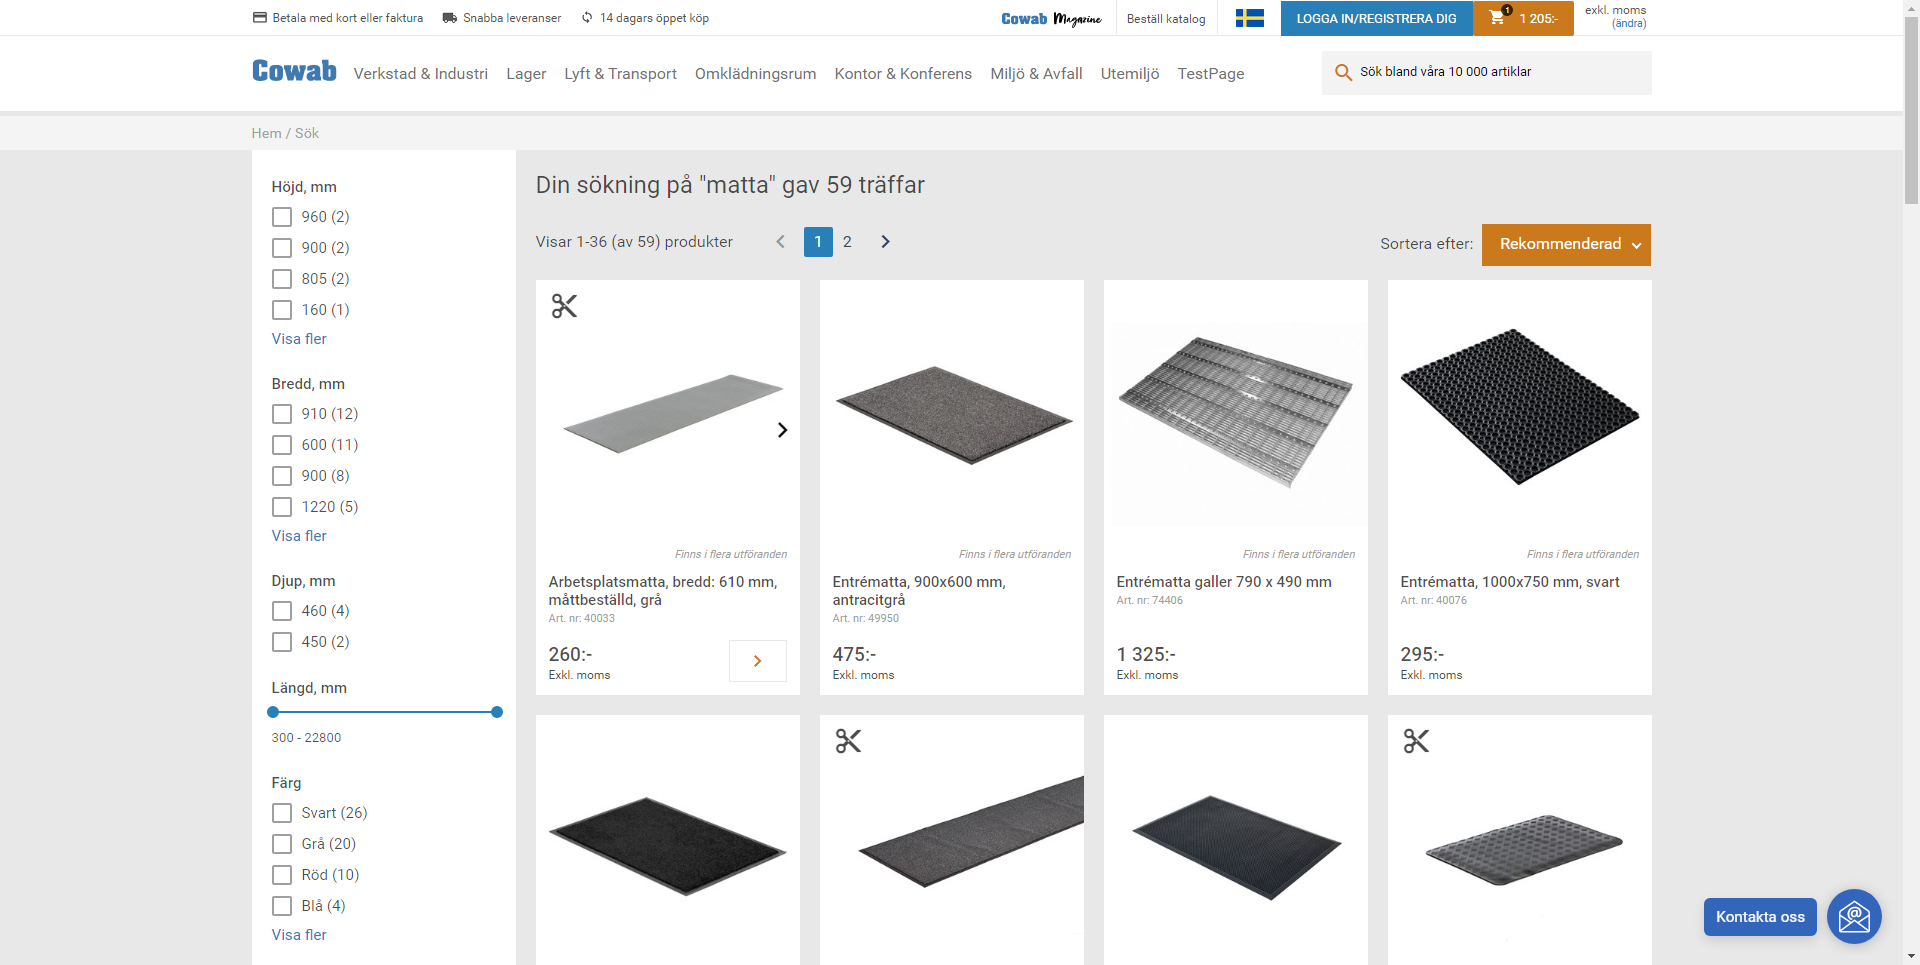 Betala med kort eller faktura
Snabba leveranser
14 dagars öppet köp
Cowab Magazine
Beställ katalog
LOGGA IN/REGISTRERA DIG
1
1 205:-
exkl. moms
(ändra)
Cowab
Verkstad & Industri
Lager
Lyft & Transport
Omklädningsrum
Kontor & Konferens
Miljö & Avfall
Utemiljö
TestPage
Sök bland våra 10 000 artiklar
Hem / Sök
Höjd, mm
960 (2)
900 (2)
805 (2)
160 (1)
Visa fler
Bredd, mm
910 (12)
600 (11)
900 (8)
1220 (5)
Visa fler
Djup, mm
460 (4)
450 (2)
Längd, mm
300 - 22800
Färg
Svart (26)
Grå (20)
Röd (10)
Blå (4)
Visa fler
Din sökning på "matta" gav 59 träffar
Visar 1-36 (av 59) produkter
1
2
Sortera efter:
Rekommenderad
Finns i flera utföranden
Arbetsplatsmatta, bredd: 610 mm,
måttbeställd, grå
Art. nr: 40033
260:-
Exkl. moms
Finns i flera utföranden
Entrématta, 900x600 mm,
antracitgrå
Art. nr: 49950
475:-
Exkl. moms
Finns i flera utföranden
Entrématta galler 790 x 490 mm
Art. nr: 74406
1 325:-
Exkl. moms
Finns i flera utföranden
Entrématta, 1000x750 mm, svart
Art. nr: 40076
295:-
Exkl. moms
Kontakta oss